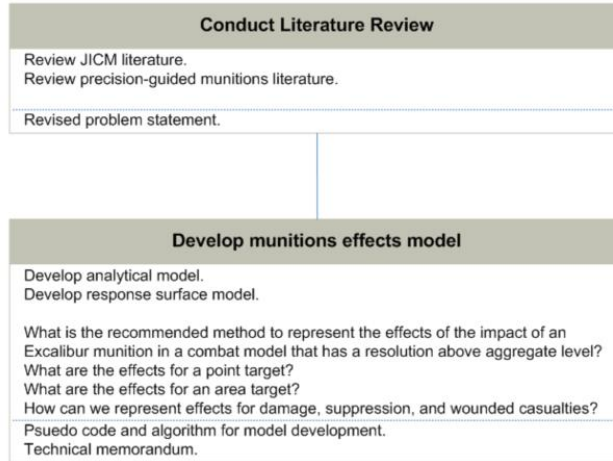 Conduct Literature Review
Review JICM literature.
Review precision-guided munitions literature.
Revised problem statement.
Develop munitions effects model
Develop analytical model.
Develop response surface model.
What is the recommended method to represent the effects of the impact of an
Excalibur munition in a combat model that has a resolution above aggregate level?
What are the effects for a point target?
What are the effects for an area target?
How can we represent effects for damage, suppression, and wounded casualties?
Psuedo code and algorithm for model development.
Technical memorandum.